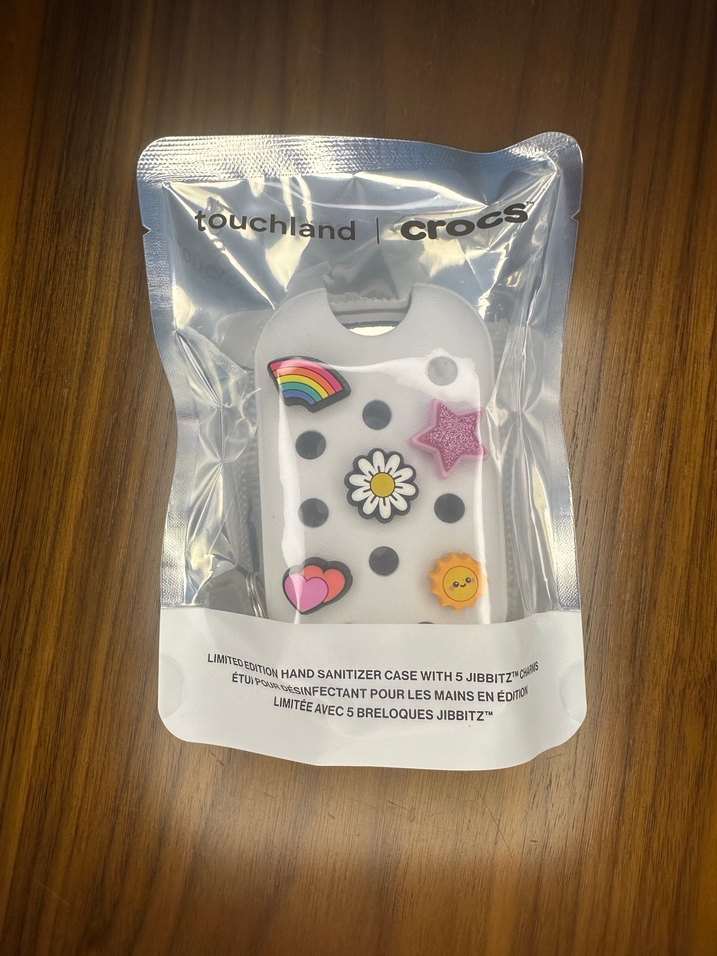 touchland | crocs™
LIMITED EDITION HAND SANITIZER CASE WITH 5 JIBBITZ™ CHARMS
ÉTUI POUR DÉSINFECTANT POUR LES MAINS EN ÉDITION
LIMITÉE AVEC 5 BRELOQUES JIBBITZ™